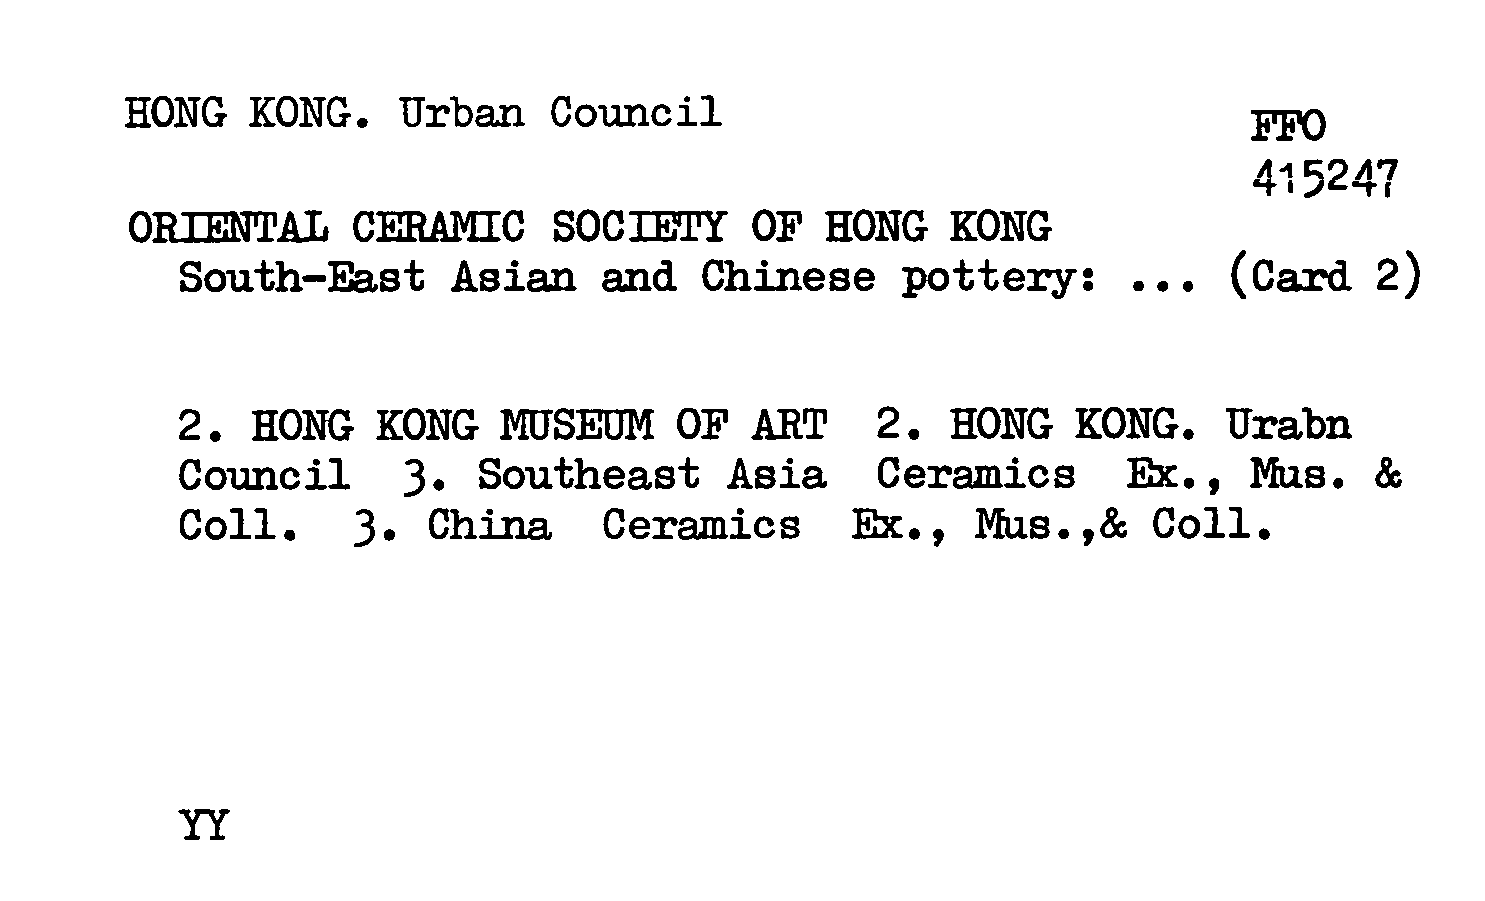 HONG KONG. Urban Council
FFO
415247
ORIENTAL CERAMIC SOCIETY OF HONG KONG
South-East Asian and Chinese pottery: ... (Card 2)
2. HONG KONG MUSEUM OF ART 2. HONG KONG. Urabn
Council 3. Southeast Asia Ceramics Ex., Mus. &
Coll. 3. China Ceramics Ex., Mus.,& Coll.
YY